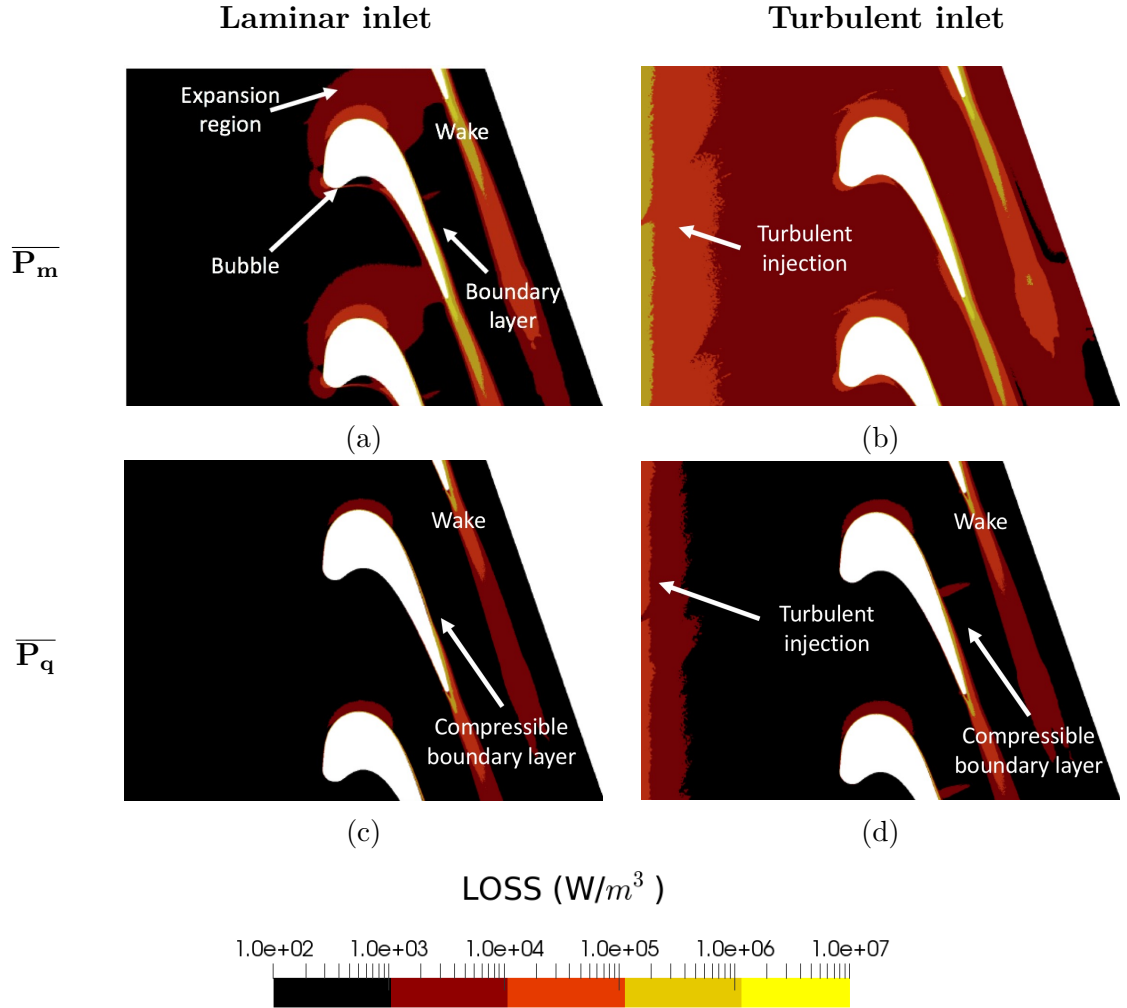 Laminar inlet
Turbulent inlet
Expansion
region
Wake
Bubble
Boundary
layer
Turbulent
injection
P_m
(a)
(b)
Wake
Compressible
boundary layer
Wake
Turbulent
injection
Compressible
boundary layer
P_q
(c)
(d)
LOSS (W/m³ )
1.0e+02 1.0e+03 1.0e+04 1.0e+05 1.0e+06 1.0e+07